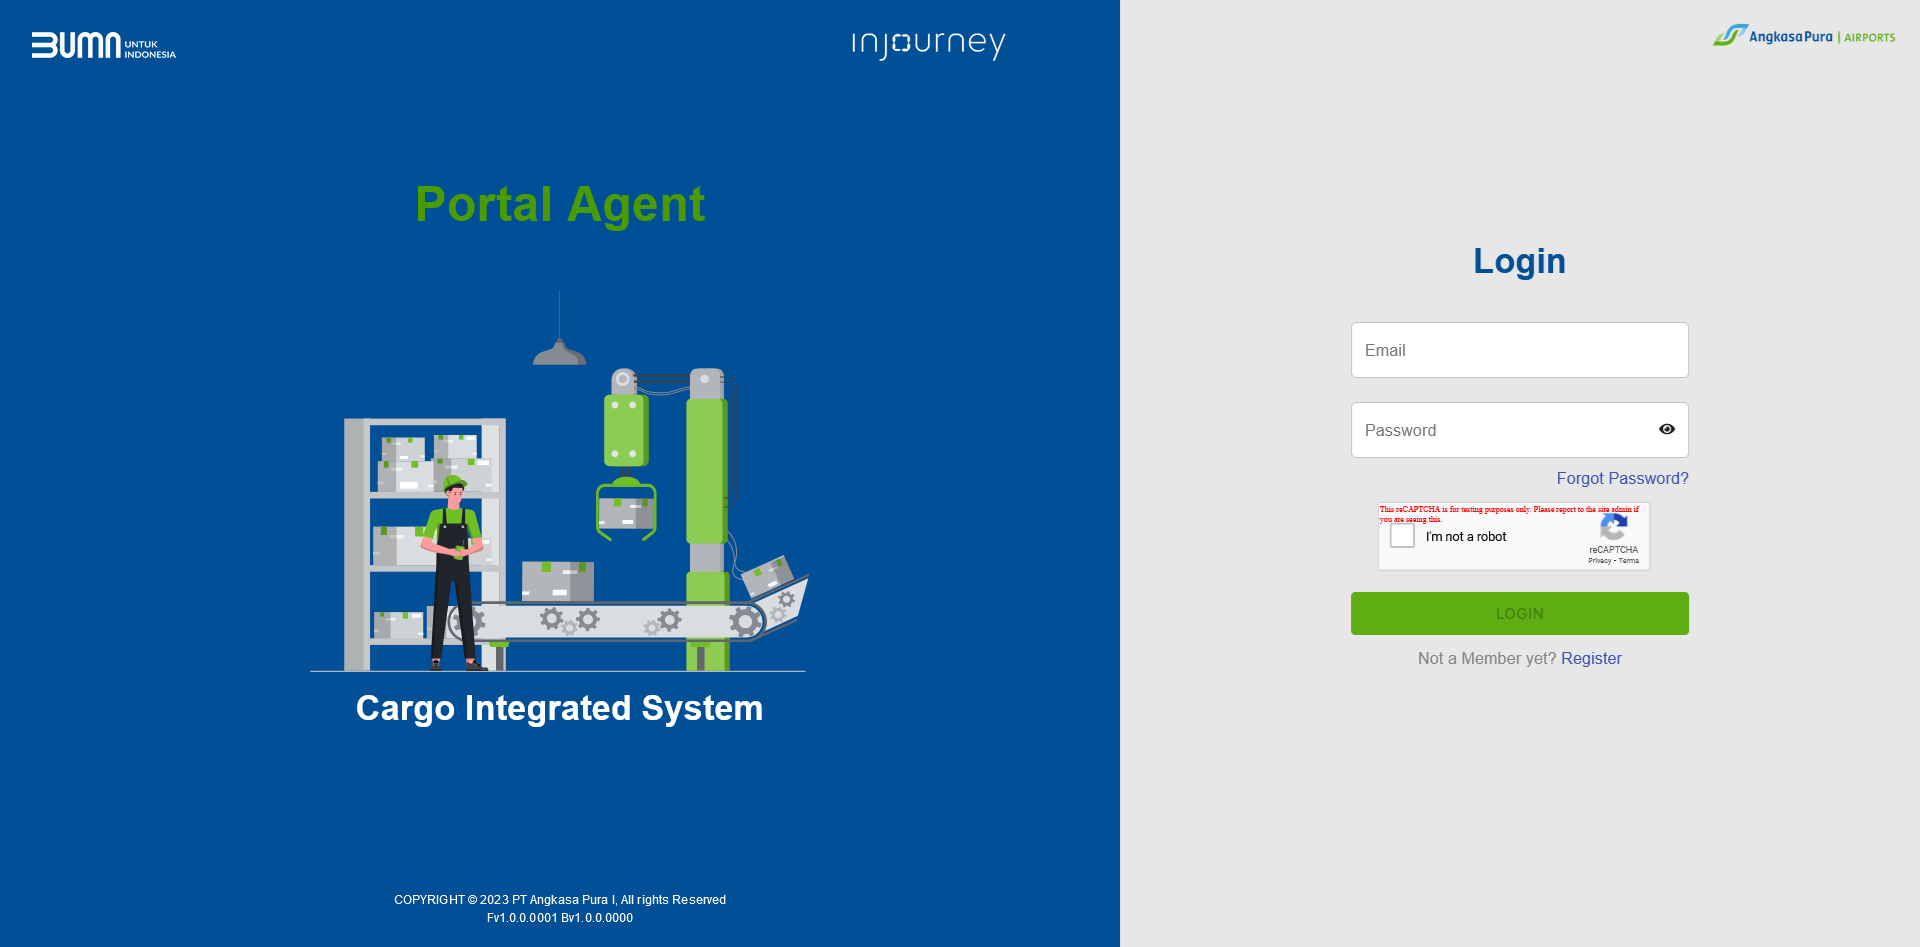 BUMN UNTUK
INDONESIA
injourney
AngkasaPura | AIRPORTS
Portal Agent
Cargo Integrated System
COPYRIGHT © 2023 PT Angkasa Pura I, All rights Reserved
Fv1.0.0.0001 Bv1.0.0.0000
Login
Email
Password
Forgot Password?
This reCAPTCHA is for testing purposes only. Please report to the site admin if
you are seeing this.
I'm not a robot
reCAPTCHA
Privacy - Terms
LOGIN
Not a Member yet? Register